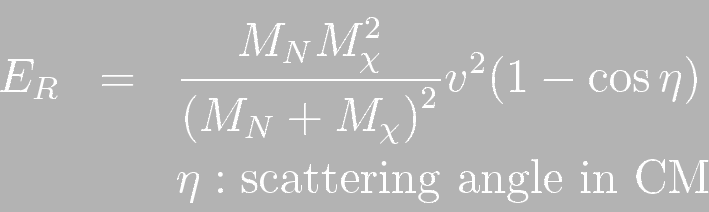 E_R = \frac{M_N M_\chi^2}{(M_N + M_\chi)^2} v^2 (1 - \cos \eta)
η : scattering angle in CM